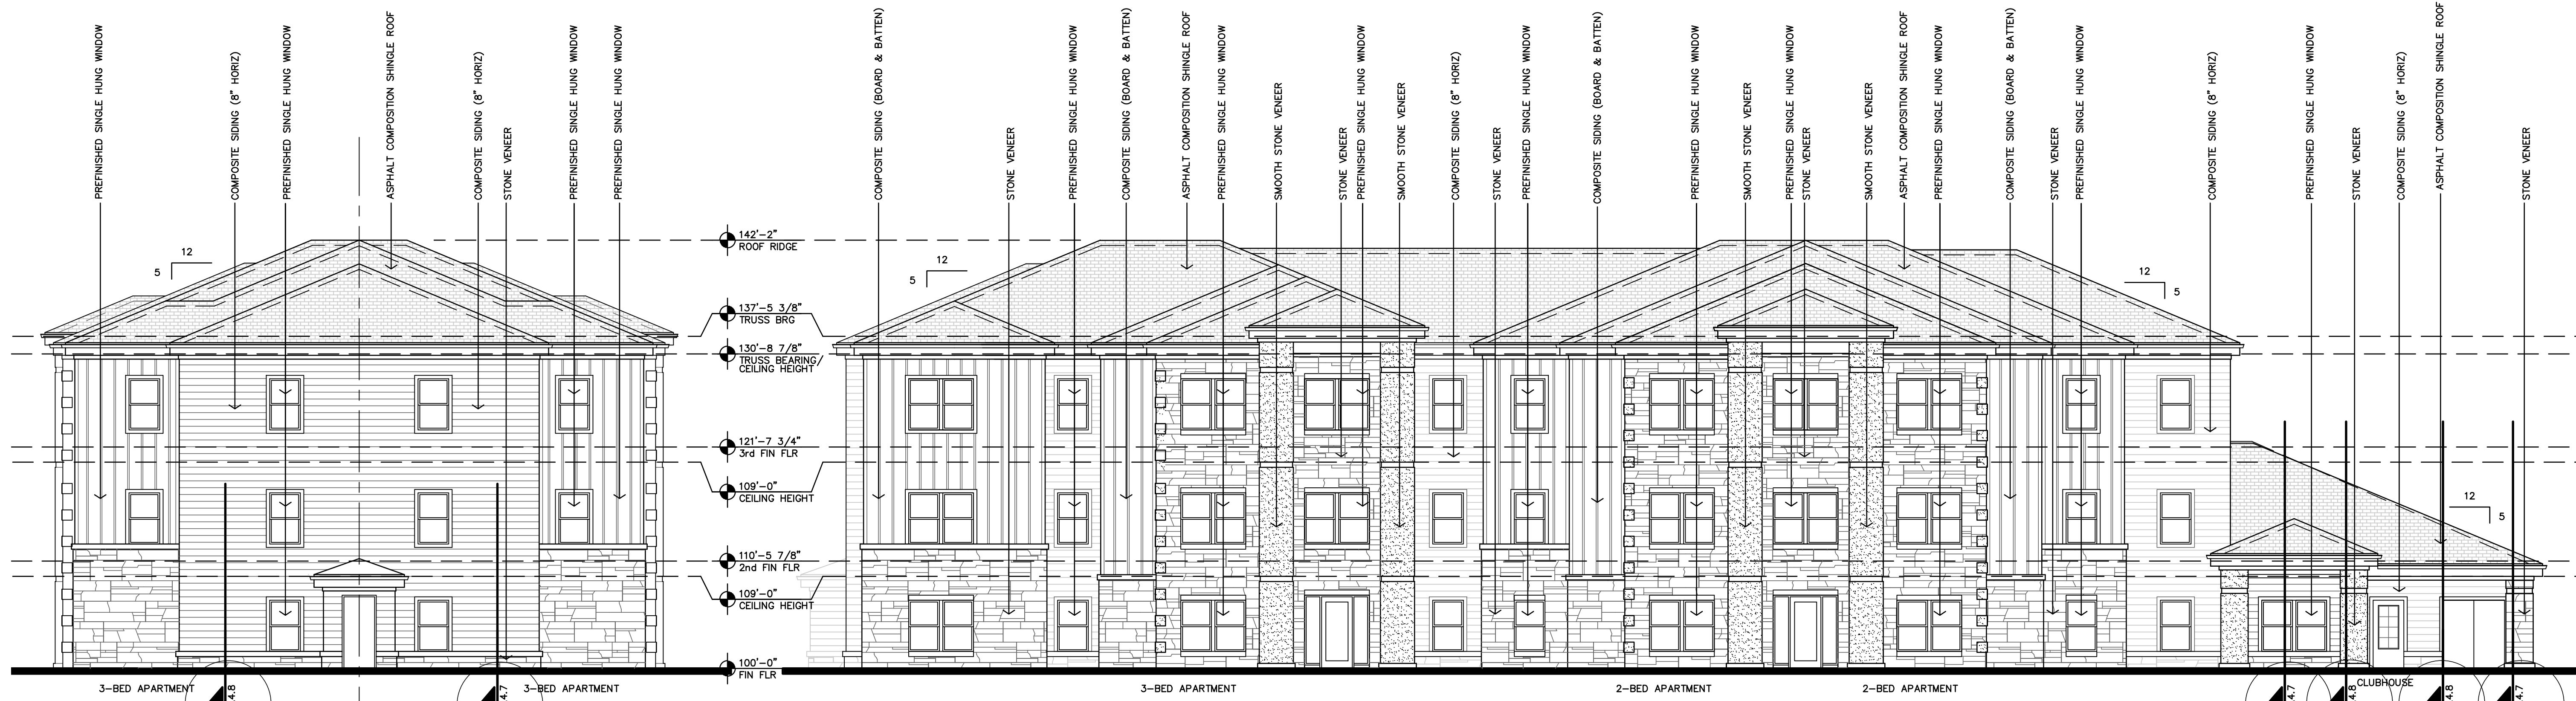 PREFINISHED SINGLE HUNG WINDOW
COMPOSITE SIDING (8" HORIZ)
PREFINISHED SINGLE HUNG WINDOW
ASPHALT COMPOSITION SHINGLE ROOF
COMPOSITE SIDING (8" HORIZ)
STONE VENEER
PREFINISHED SINGLE HUNG WINDOW
PREFINISHED SINGLE HUNG WINDOW
COMPOSITE SIDING (BOARD & BATTEN)
STONE VENEER
PREFINISHED SINGLE HUNG WINDOW
COMPOSITE SIDING (BOARD & BATTEN)
ASPHALT COMPOSITION SHINGLE ROOF
PREFINISHED SINGLE HUNG WINDOW
SMOOTH STONE VENEER
STONE VENEER
PREFINISHED SINGLE HUNG WINDOW
SMOOTH STONE VENEER
COMPOSITE SIDING (8" HORIZ)
STONE VENEER
PREFINISHED SINGLE HUNG WINDOW
COMPOSITE SIDING (BOARD & BATTEN)
PREFINISHED SINGLE HUNG WINDOW
SMOOTH STONE VENEER
PREFINISHED SINGLE HUNG WINDOW
STONE VENEER
SMOOTH STONE VENEER
ASPHALT COMPOSITION SHINGLE ROOF
PREFINISHED SINGLE HUNG WINDOW
COMPOSITE SIDING (BOARD & BATTEN)
STONE VENEER
PREFINISHED SINGLE HUNG WINDOW
COMPOSITE SIDING (8" HORIZ)
PREFINISHED SINGLE HUNG WINDOW
STONE VENEER
COMPOSITE SIDING (8" HORIZ)
ASPHALT COMPOSITION SHINGLE ROOF
STONE VENEER
12
5
142'-2"
ROOF RIDGE
12
5
12
5
137'-5 3/8"
TRUSS BRG
130'-8 7/8"
TRUSS BEARING/
CEILING HEIGHT
121'-7 3/4"
3rd FIN FLR
109'-0"
CEILING HEIGHT
12
5
110'-5 7/8"
2nd FIN FLR
109'-0"
CEILING HEIGHT
100'-0"
FIN FLR
3-BED APARTMENT
4.8
4.7
3-BED APARTMENT
3-BED APARTMENT
2-BED APARTMENT
2-BED APARTMENT
CLUBHOUSE
4.7
4.8
4.8
4.7